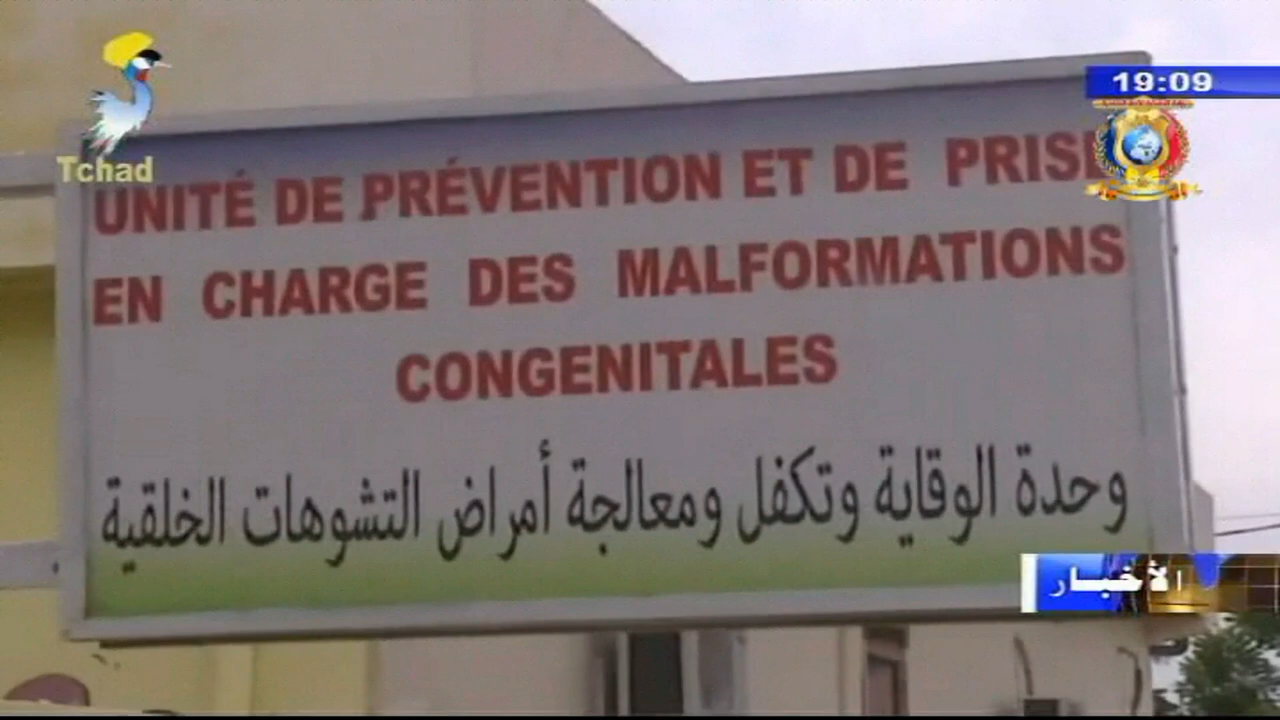 Tchad
19:09
UNITÉ DE PRÉVENTION ET DE PRISE
EN CHARGE DES MALFORMATIONS
CONGENITALES
وحدة الوقاية وتكفل ومعالجة أمراض التشوهات الخلقية
الأخبار